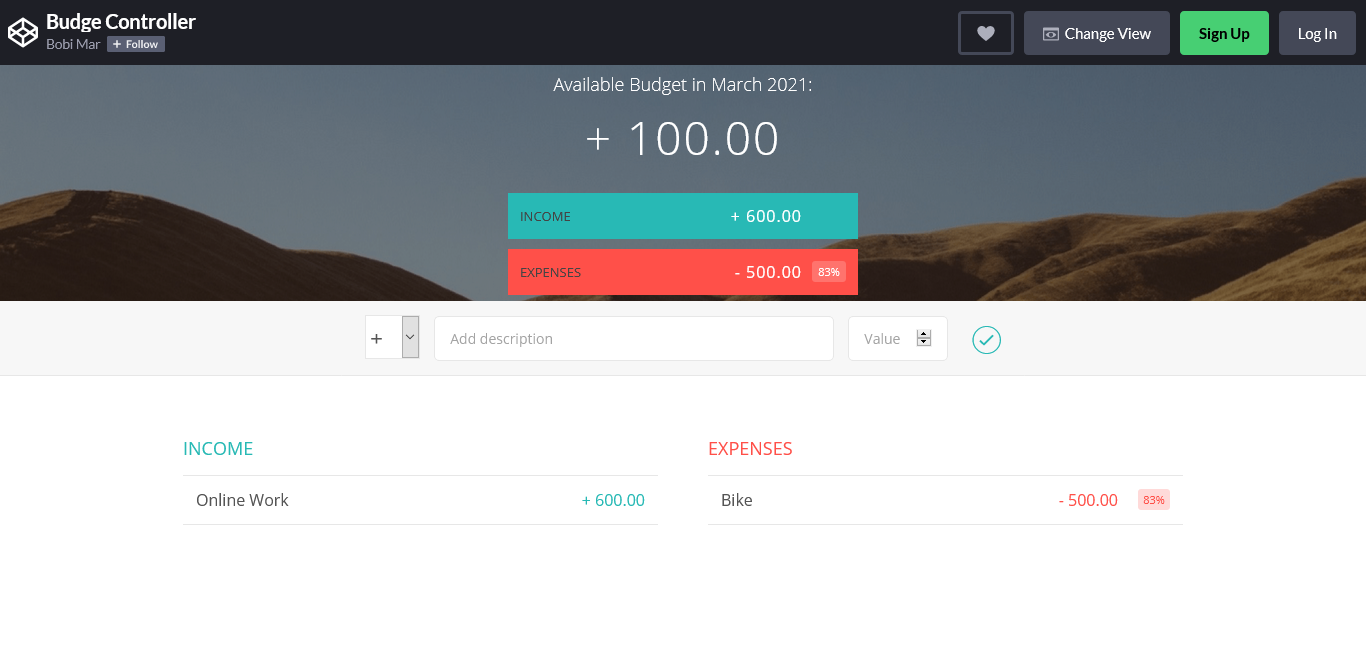 Budge Controller
Bobi Mar + Follow
Change View
Sign Up
Log In
Available Budget in March 2021:
+ 100.00
INCOME + 600.00
EXPENSES - 500.00 83%
+ Add description Value
INCOME
Online Work + 600.00
EXPENSES
Bike - 500.00 83%